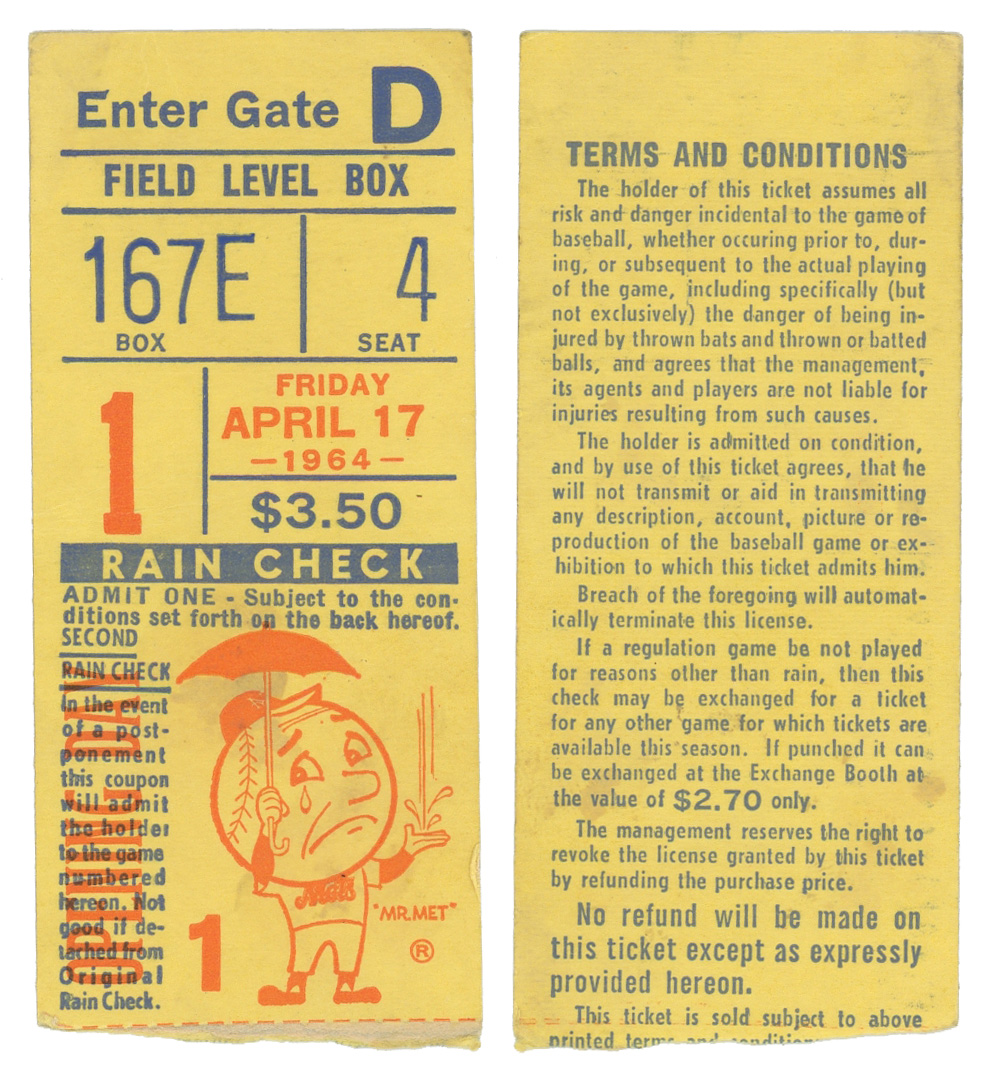 Enter Gate D
FIELD LEVEL BOX
167E 4
BOX SEAT
1
FRIDAY
APRIL 17
—1964—
$3.50
RAIN CHECK
ADMIT ONE - Subject to the con-
ditions set forth on the back hereof.
SECOND
RAIN CHECK
In the event
of a post-
ponement
this coupon
will admit
the holder
to the game
numbered
hereon. Not
good if de-
tached from
Original
Rain Check.
OPENING DAY
Mets
"MR.MET"
®
1
TERMS AND CONDITIONS
The holder of this ticket assumes all
risk and danger incidental to the game of
baseball, whether occuring prior to, dur-
ing, or subsequent to the actual playing
of the game, including specifically (but
not exclusively) the danger of being in-
jured by thrown bats and thrown or batted
balls, and agrees that the management,
its agents and players are not liable for
injuries resulting from such causes.
The holder is admitted on condition,
and by use of this ticket agrees, that he
will not transmit or aid in transmitting
any description, account, picture or re-
production of the baseball game or ex-
hibition to which this ticket admits him.
Breach of the foregoing will automat-
ically terminate this license.
If a regulation game be not played
for reasons other than rain, then this
check may be exchanged for a ticket
for any other game for which tickets are
available this season. If punched it can
be exchanged at the Exchange Booth at
the value of $2.70 only.
The management reserves the right to
revoke the license granted by this ticket
by refunding the purchase price.
No refund will be made on
this ticket except as expressly
provided hereon.
This ticket is sold subject to above
printed terms and conditions